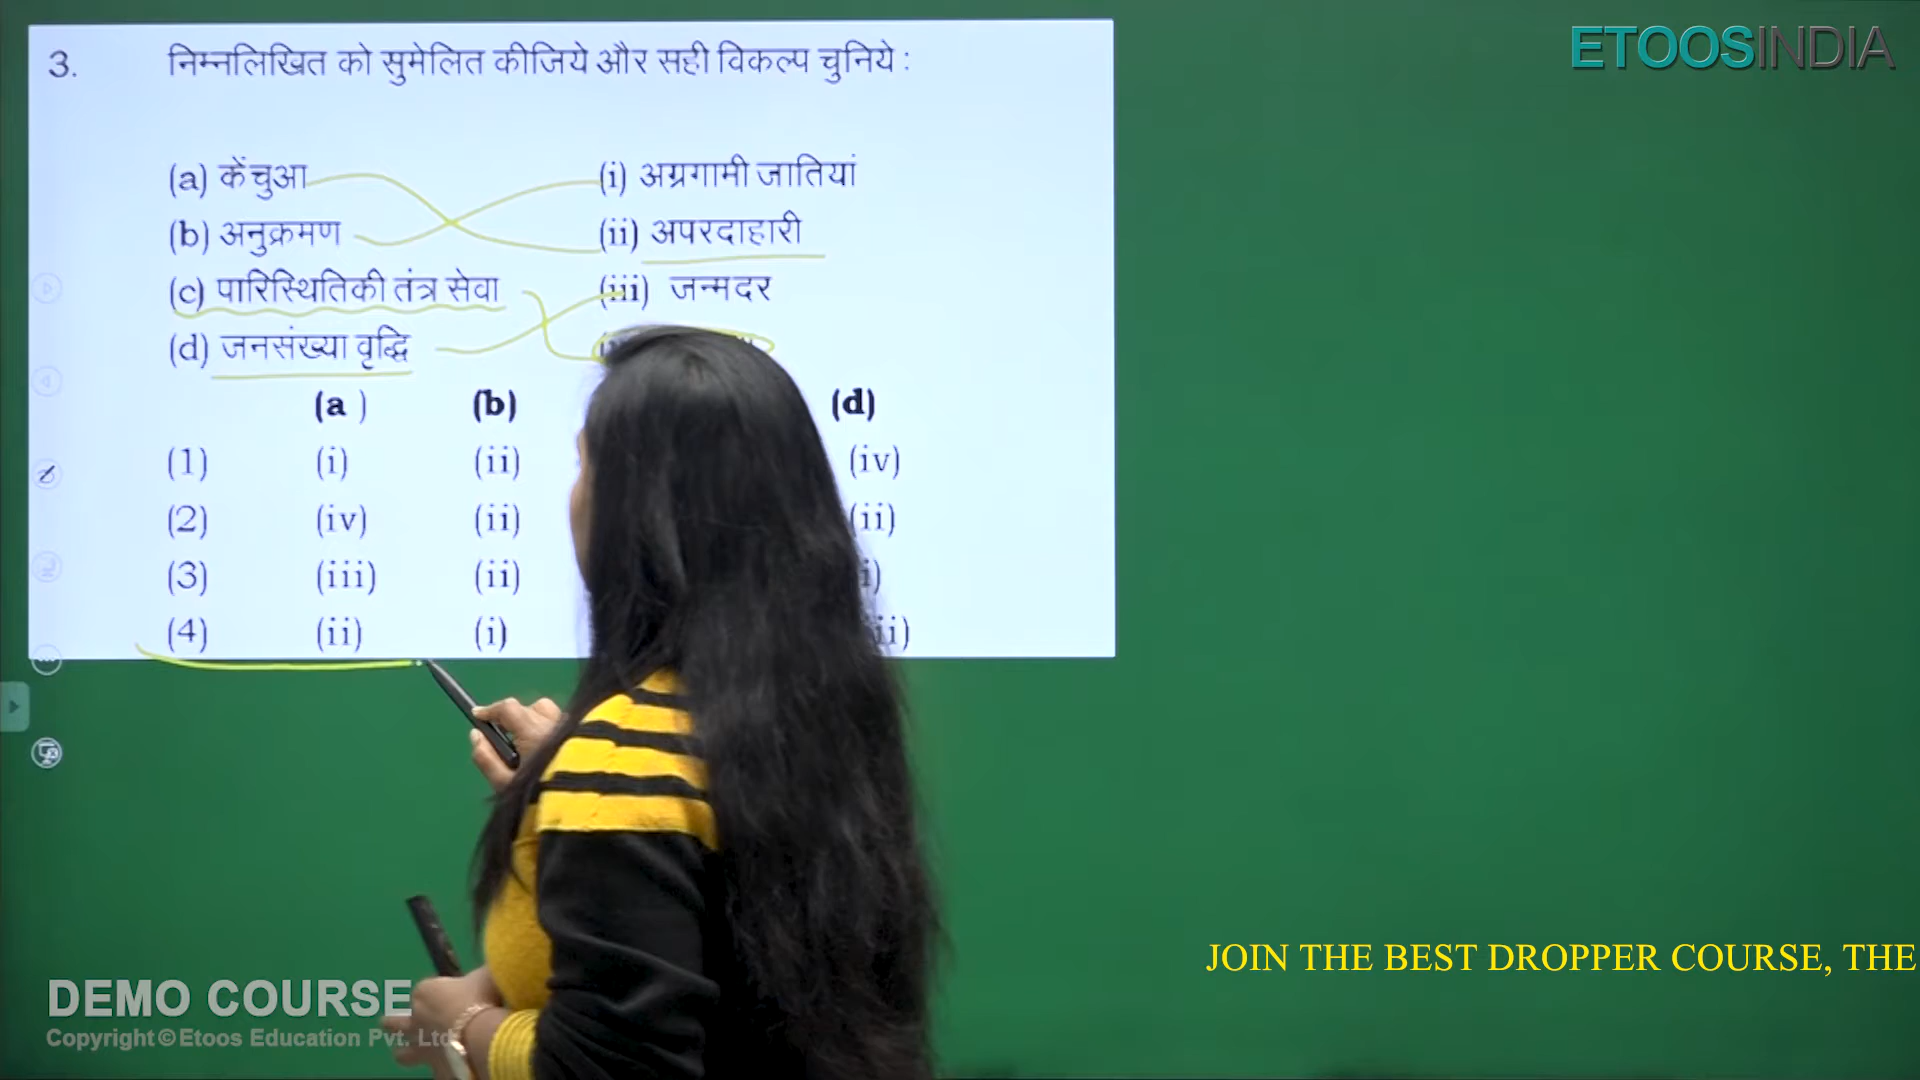 ETOOSINDIA
3. निम्नलिखित को सुमेलित कीजिये और सही विकल्प चुनिये :
(a) केंचुआ (i) अग्रगामी जातियां
(b) अनुक्रमण (ii) अपरदाहारी
(c) पारिस्थितिकी तंत्र सेवा (iii) जन्मदर
(d) जनसंख्या वृद्धि
(a ) (b) (d)
(1) (i) (ii) (iv)
(2) (iv) (ii) (ii)
(3) (iii) (ii)
(4) (ii) (i)
JOIN THE BEST DROPPER COURSE, THE
DEMO COURSE
Copyright © Etoos Education Pvt. Ltd